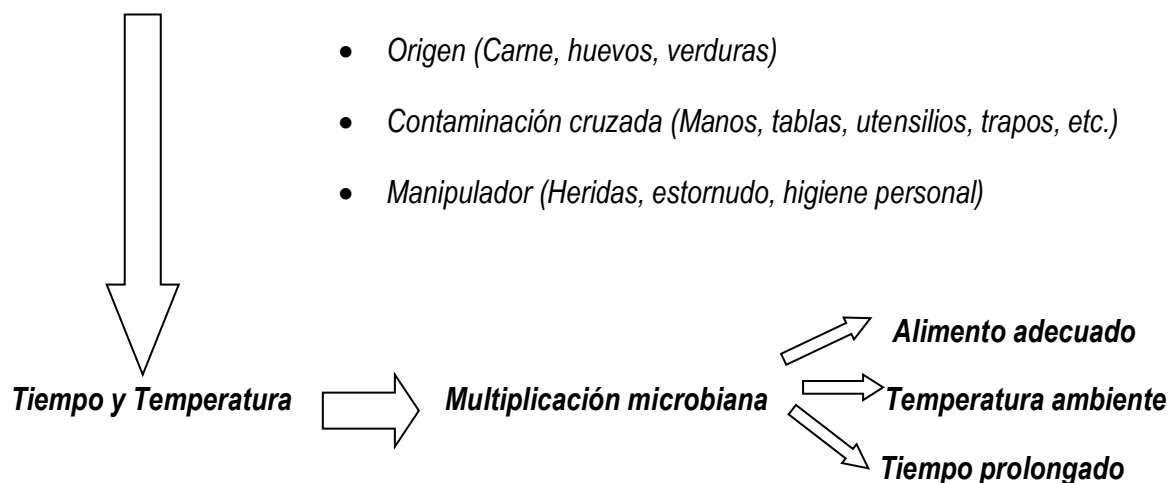 • Origen (Carne, huevos, verduras)
• Contaminación cruzada (Manos, tablas, utensilios, trapos, etc.)
• Manipulador (Heridas, estornudo, higiene personal)
Alimento adecuado
Tiempo y Temperatura
Multiplicación microbiana
Temperatura ambiente
Tiempo prolongado